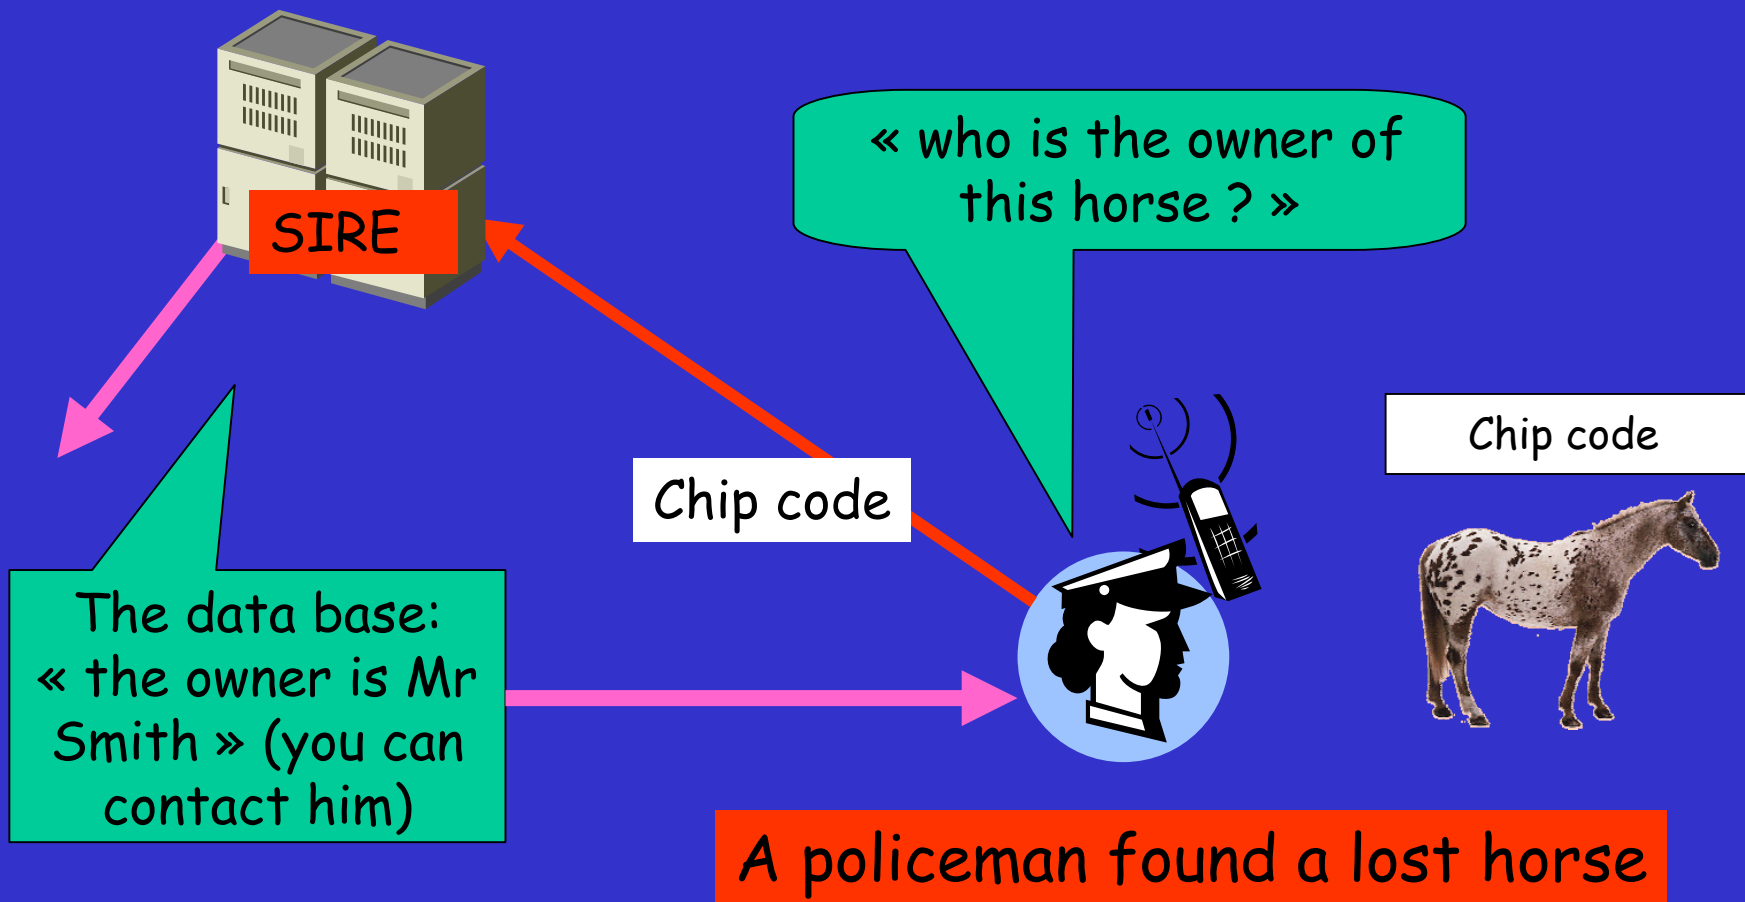 SIRE
« who is the owner of
this horse ? »
Chip code
Chip code
The data base:
« the owner is Mr
Smith » (you can
contact him)
A policeman found a lost horse